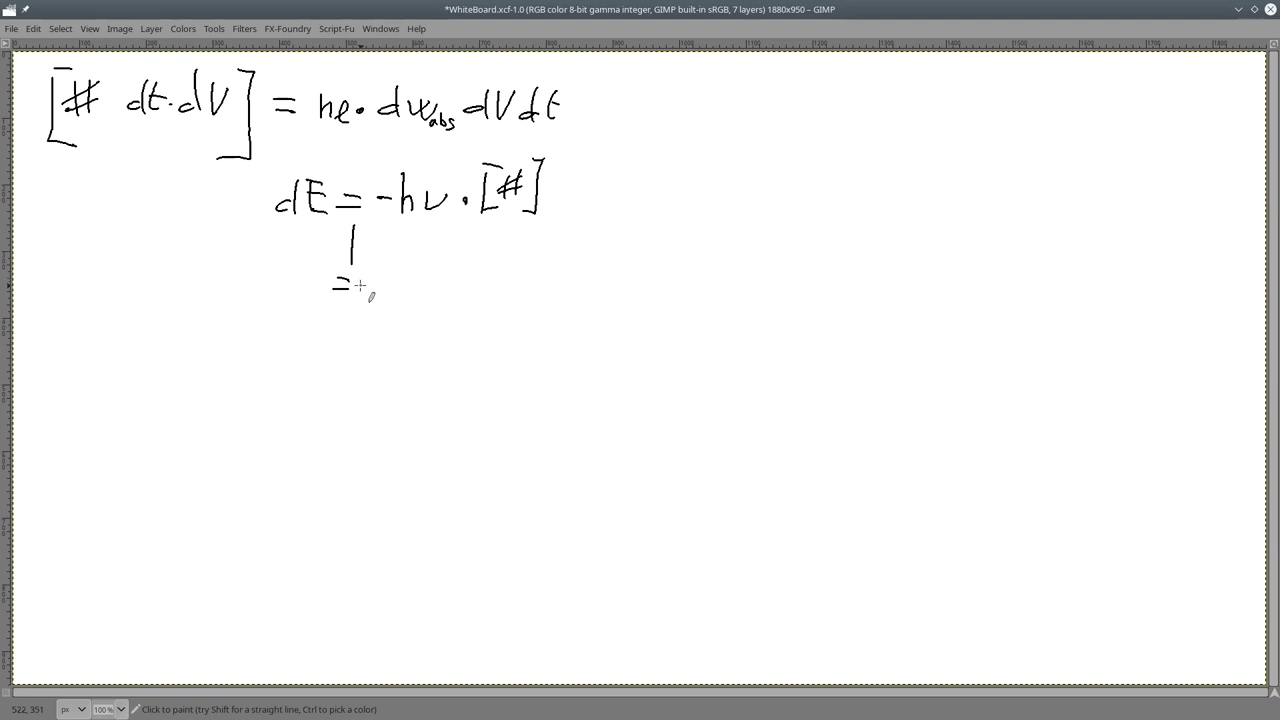 *WhiteBoard.xcf-1.0 (RGB color 8-bit gamma integer, GIMP built-in sRGB, 7 layers) 1880x950 – GIMP
File Edit Select View Image Layer Colors Tools Filters FX-Foundry Script-Fu Windows Help
[# dt·dV] = nℓ· dw_abs dV dt
dE = -hν · [#]
=
522, 351 px 100% Click to paint (try Shift for a straight line, Ctrl to pick a color)